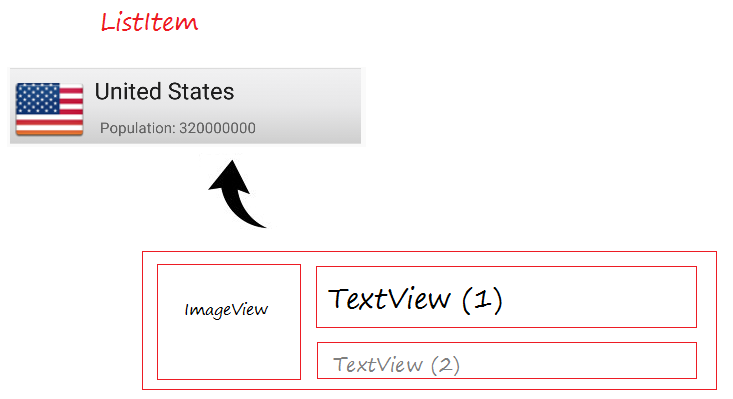 ListItem
United States
Population: 320000000
ImageView
TextView (1)
TextView (2)